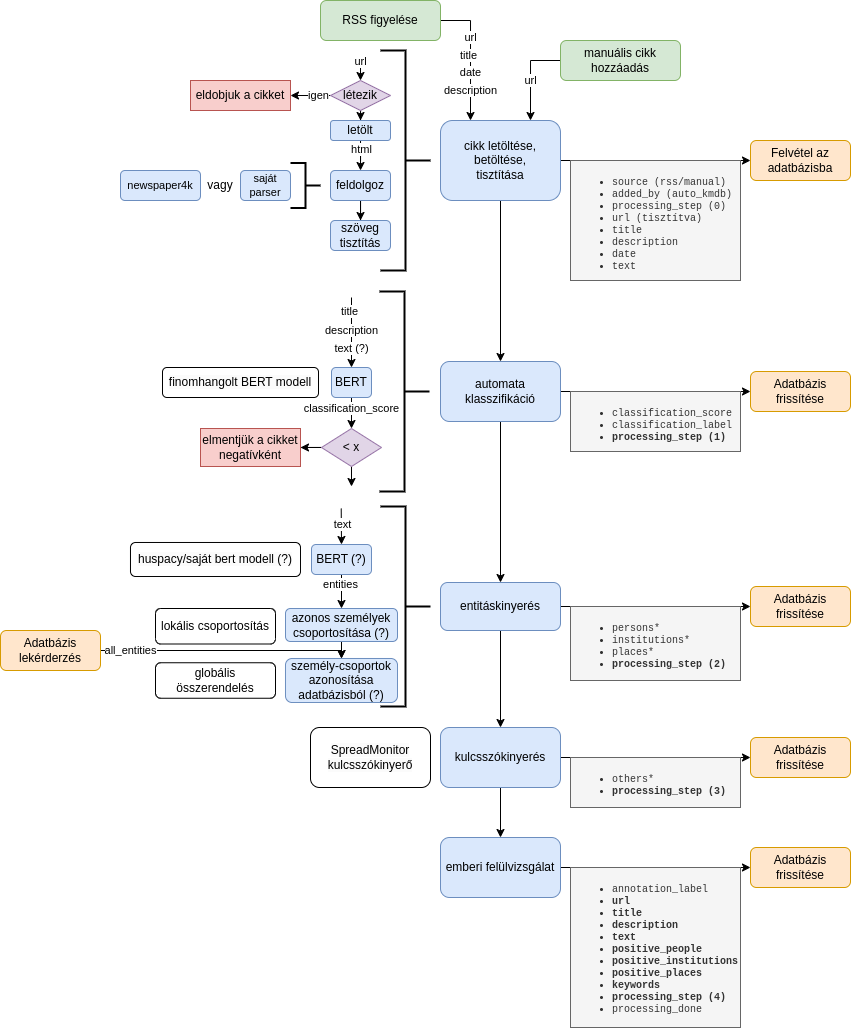 RSS figyelése
url
title
date
description
manuális cikk
hozzáadás
url
url
létezik
igen
eldobjuk a cikket
letölt
html
newspaper4k
vagy
saját
parser
feldolgoz
szöveg
tisztítás
cikk letöltése,
betöltése,
tisztítása
source (rss/manual)
added_by (auto_kmdb)
processing_step (0)
url (tisztítva)
title
description
date
text
Felvétel az
adatbázisba
title
description
text (?)
finomhangolt BERT modell
BERT
classification_score
elmentjük a cikket
negatívként
< x
automata
klasszifikáció
classification_score
classification_label
processing_step (1)
Adatbázis
frissítése
text
huspacy/saját bert modell (?)
BERT (?)
entities
lokális csoportosítás
azonos személyek
csoportosítása (?)
Adatbázis
lekérderzés
all_entities
globális
összerendelés
személy-csoportok
azonosítása
adatbázisból (?)
entitáskinyerés
persons*
institutions*
places*
processing_step (2)
Adatbázis
frissítése
SpreadMonitor
kulcsszókinyerő
kulcsszókinyerés
others*
processing_step (3)
Adatbázis
frissítése
emberi felülvizsgálat
annotation_label
url
title
description
text
positive_people
positive_institutions
positive_places
keywords
processing_step (4)
processing_done
Adatbázis
frissítése